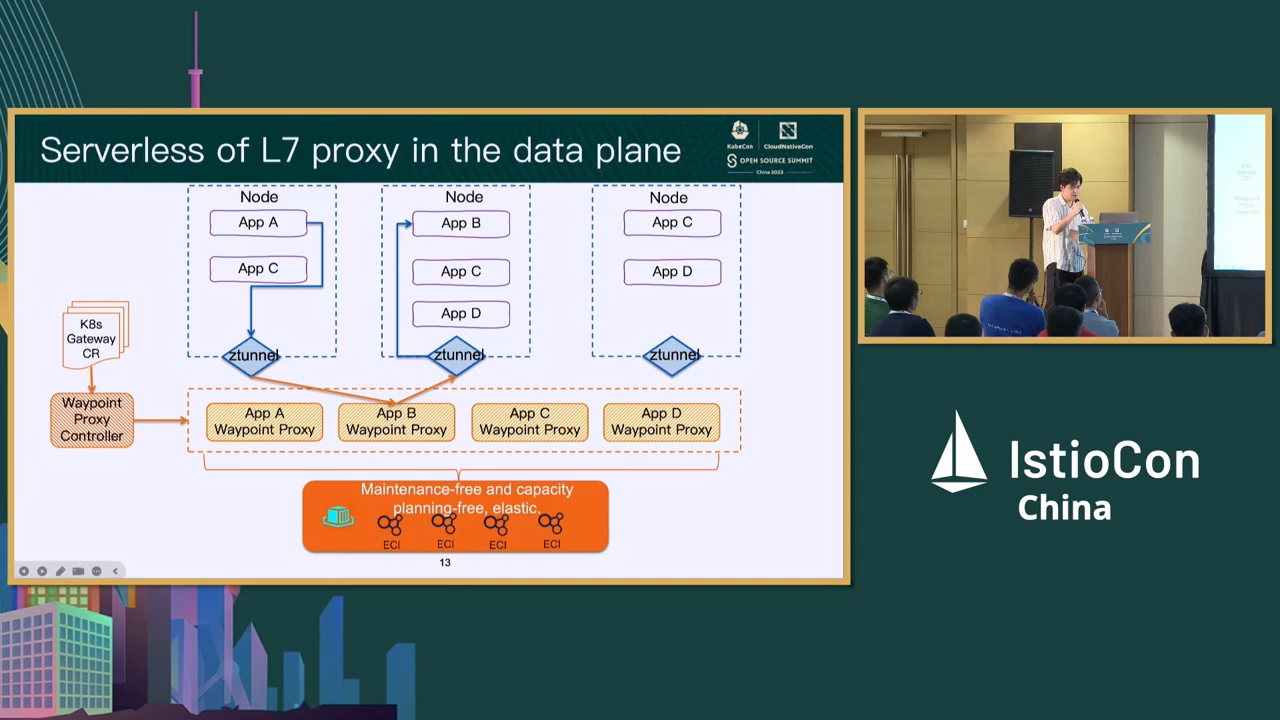 Serverless of L7 proxy in the data plane
KubeCon
CloudNativeCon
OPEN SOURCE SUMMIT
China 2023
Node
App A
App C
ztunnel
Node
App B
App C
App D
ztunnel
Node
App C
App D
ztunnel
K8s
Gateway
CR
Waypoint
Proxy
Controller
App A
Waypoint Proxy
App B
Waypoint Proxy
App C
Waypoint Proxy
App D
Waypoint Proxy
Maintenance-free and capacity
planning-free, elastic.
ECI
ECI
ECI
ECI
13
IstioCon
China